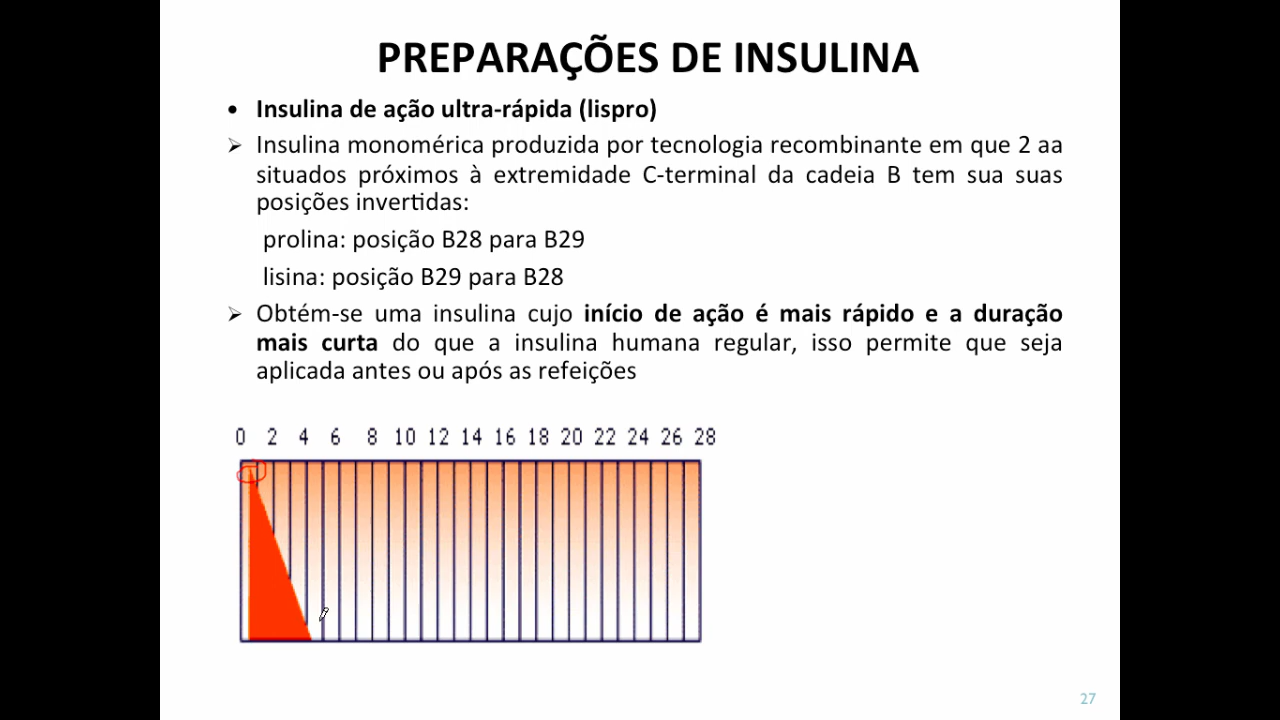 PREPARAÇÕES DE INSULINA
• Insulina de ação ultra-rápida (lispro)
➢ Insulina monomérica produzida por tecnologia recombinante em que 2 aa
situados próximos à extremidade C-terminal da cadeia B tem sua suas
posições invertidas:
prolina: posição B28 para B29
lisina: posição B29 para B28
➢ Obtém-se uma insulina cujo início de ação é mais rápido e a duração
mais curta do que a insulina humana regular, isso permite que seja
aplicada antes ou após as refeições
0 2 4 6 8 10 12 14 16 18 20 22 24 26 28
27